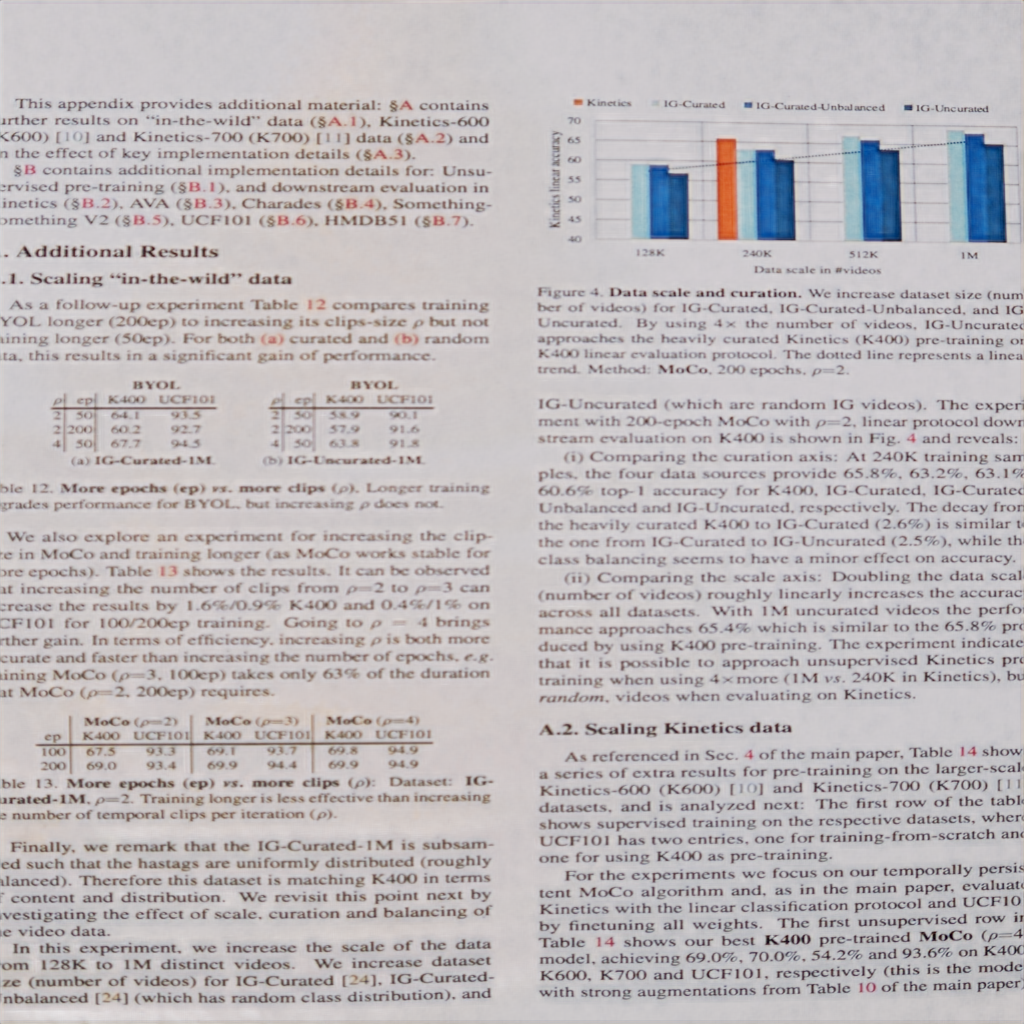 This appendix provides additional material: §A contains
urther results on "in-the-wild" data (§A.1), Kinetics-600
K600) [10] and Kinetics-700 (K700) [11] data (§A.2) and
n the effect of key implementation details (§A.3).
§B contains additional implementation details for: Unsu-
ervised pre-training (§B.1), and downstream evaluation in
inetics (§B.2), AVA (§B.3), Charades (§B.4), Something-
omething V2 (§B.5), UCF101 (§B.6), HMDB51 (§B.7).
. Additional Results
.1. Scaling "in-the-wild" data
As a follow-up experiment Table 12 compares training
YOL longer (200ep) to increasing its clips-size ρ but not
aining longer (50ep). For both (a) curated and (b) random
ta, this results in a significant gain of performance.
BYOL
ρ ep K400 UCF101
2 50 64.1 93.5
2 200 60.2 92.7
4 50 67.7 94.5
(a) IG-Curated-1M.
BYOL
ρ ep K400 UCF101
2 50 58.9 90.1
2 200 57.9 91.6
4 50 63.8 91.8
(b) IG-Uncurated-1M.
ble 12. More epochs (ep) vs. more clips (ρ). Longer training
grades performance for BYOL, but increasing ρ does not.
We also explore an experiment for increasing the clip-
ze in MoCo and training longer (as MoCo works stable for
ore epochs). Table 13 shows the results. It can be observed
at increasing the number of clips from ρ=2 to ρ=3 can
crease the results by 1.6%/0.9% K400 and 0.4%/1% on
CF101 for 100/200ep training. Going to ρ = 4 brings
rther gain. In terms of efficiency, increasing ρ is both more
curate and faster than increasing the number of epochs, e.g.
aining MoCo (ρ=3, 100ep) takes only 63% of the duration
at MoCo (ρ=2, 200ep) requires.
MoCo (ρ=2) MoCo (ρ=3) MoCo (ρ=4)
ep K400 UCF101 K400 UCF101 K400 UCF101
100 67.5 93.3 69.1 93.7 69.8 94.9
200 69.0 93.4 69.9 94.4 69.9 94.9
ble 13. More epochs (ep) vs. more clips (ρ): Dataset: IG-
urated-1M, ρ=2. Training longer is less effective than increasing
e number of temporal clips per iteration (ρ).
Finally, we remark that the IG-Curated-1M is subsam-
ed such that the hastags are uniformly distributed (roughly
alanced). Therefore this dataset is matching K400 in terms
f content and distribution. We revisit this point next by
vestigating the effect of scale, curation and balancing of
e video data.
In this experiment, we increase the scale of the data
om 128K to 1M distinct videos. We increase dataset
ze (number of videos) for IG-Curated [24], IG-Curated-
nbalanced [24] (which has random class distribution), and
Kinetics IG-Curated IG-Curated-Unbalanced IG-Uncurated
Kinetics linear accuracy
70
65
60
55
50
45
40
128K 240K 512K 1M
Data scale in #videos
Figure 4. Data scale and curation. We increase dataset size (num
ber of videos) for IG-Curated, IG-Curated-Unbalanced, and IG
Uncurated. By using 4× the number of videos, IG-Uncurated
approaches the heavily curated Kinetics (K400) pre-training on
K400 linear evaluation protocol. The dotted line represents a linea
trend. Method: MoCo, 200 epochs, ρ=2.
IG-Uncurated (which are random IG videos). The experi
ment with 200-epoch MoCo with ρ=2, linear protocol down
stream evaluation on K400 is shown in Fig. 4 and reveals:
(i) Comparing the curation axis: At 240K training sam
ples, the four data sources provide 65.8%, 63.2%, 63.1%
60.6% top-1 accuracy for K400, IG-Curated, IG-Curated
Unbalanced and IG-Uncurated, respectively. The decay from
the heavily curated K400 to IG-Curated (2.6%) is similar t
the one from IG-Curated to IG-Uncurated (2.5%), while th
class balancing seems to have a minor effect on accuracy.
(ii) Comparing the scale axis: Doubling the data scal
(number of videos) roughly linearly increases the accurac
across all datasets. With 1M uncurated videos the perfo
mance approaches 65.4% which is similar to the 65.8% pro
duced by using K400 pre-training. The experiment indicate
that it is possible to approach unsupervised Kinetics pre
training when using 4×more (1M vs. 240K in Kinetics), bu
random, videos when evaluating on Kinetics.
A.2. Scaling Kinetics data
As referenced in Sec. 4 of the main paper, Table 14 show
a series of extra results for pre-training on the larger-scal
Kinetics-600 (K600) [10] and Kinetics-700 (K700) [11
datasets, and is analyzed next: The first row of the tabl
shows supervised training on the respective datasets, wher
UCF101 has two entries, one for training-from-scratch and
one for using K400 as pre-training.
For the experiments we focus on our temporally persis
tent MoCo algorithm and, as in the main paper, evaluate
Kinetics with the linear classification protocol and UCF10
by finetuning all weights. The first unsupervised row in
Table 14 shows our best K400 pre-trained MoCo (ρ=4
model, achieving 69.0%, 70.0%, 54.2% and 93.6% on K400
K600, K700 and UCF101, respectively (this is the mode
with strong augmentations from Table 10 of the main paper)